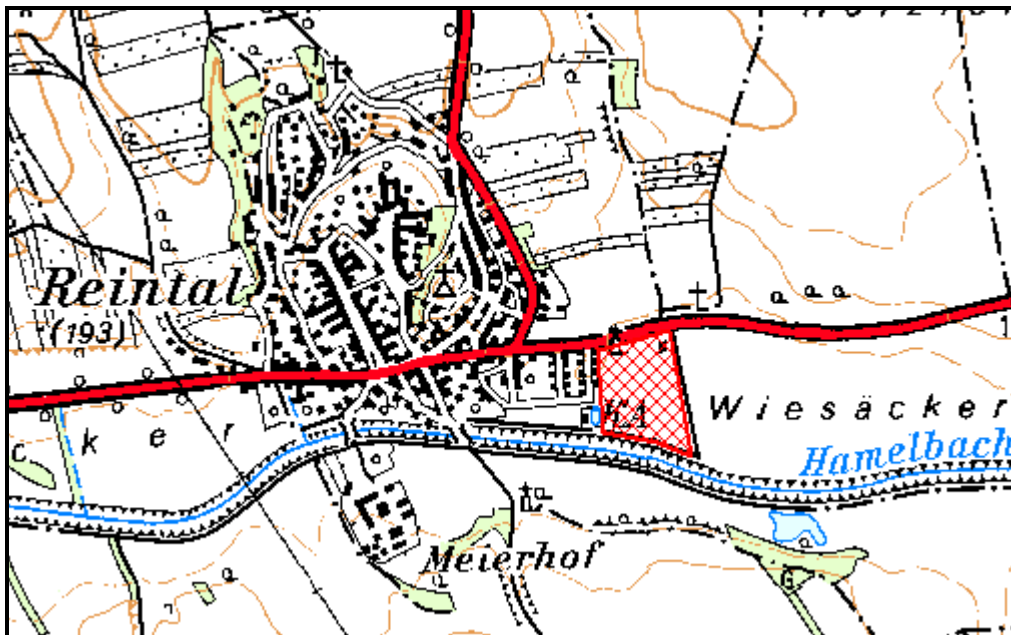 Reintal
(193)
KA
Wiesäcker
Hamelbach
c k e r
Meierhof
G